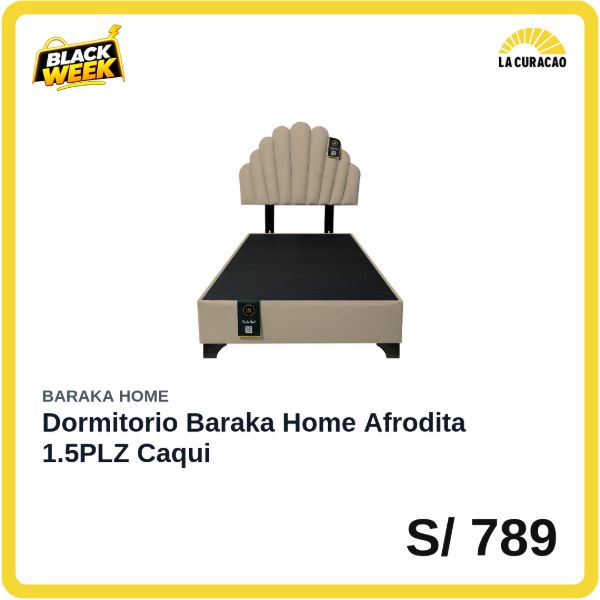 BLACK
WEEK
LA CURACAO
BARAKA HOME
Dormitorio Baraka Home Afrodita
1.5PLZ Caqui
S/ 789